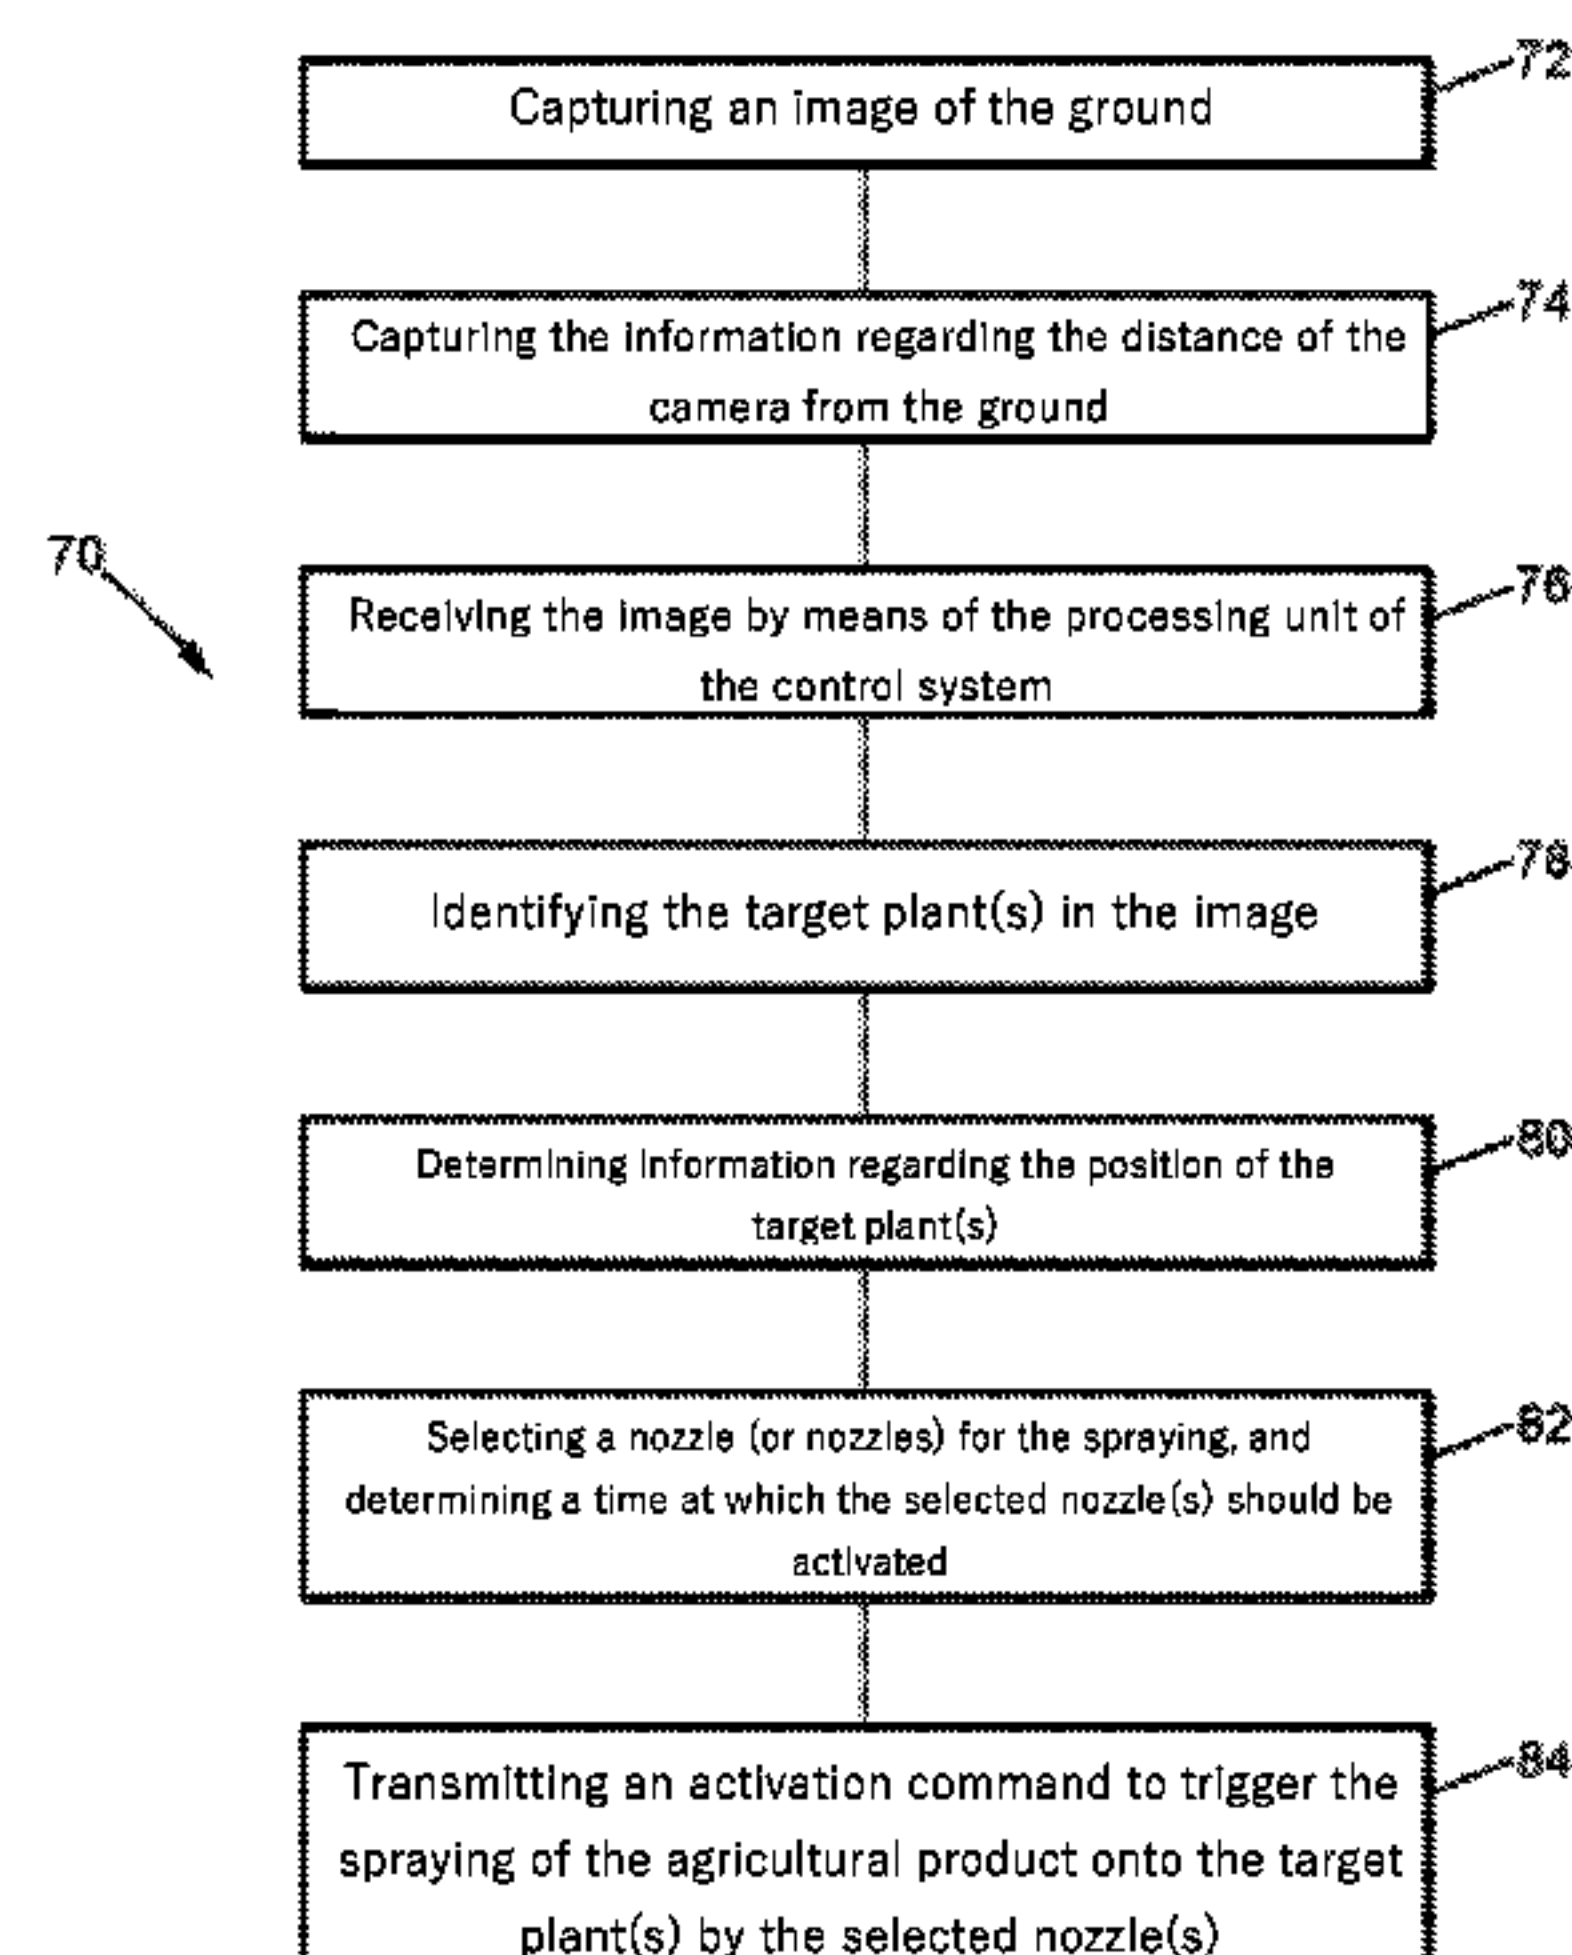 72
Capturing an image of the ground
74
Capturing the information regarding the distance of the
camera from the ground
70
76
Receiving the image by means of the processing unit of
the control system
78
Identifying the target plant(s) in the image
80
Determining information regarding the position of the
target plant(s)
82
Selecting a nozzle (or nozzles) for the spraying, and
determining a time at which the selected nozzle(s) should be
activated
84
Transmitting an activation command to trigger the
spraying of the agricultural product onto the target
plant(s) by the selected nozzle(s)